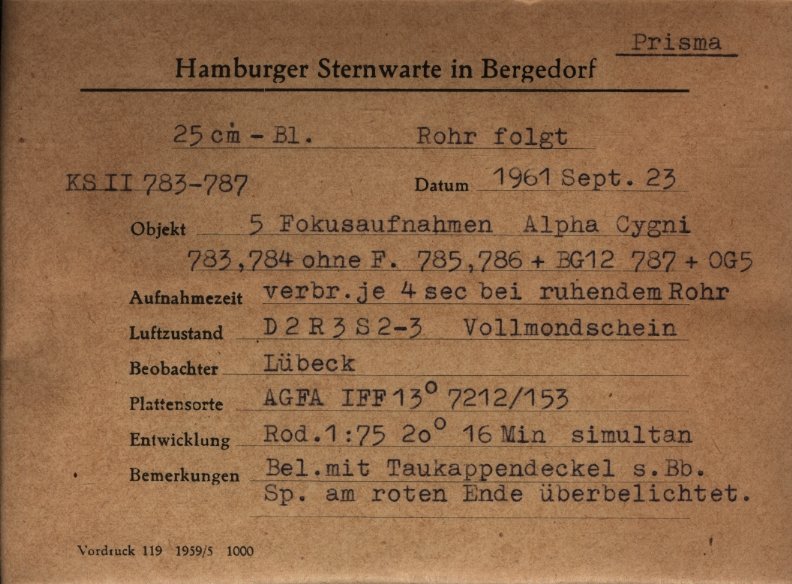 Prisma
Hamburger Sternwarte in Bergedorf
25 cm - Bl. Rohr folgt
KS II 783-787 Datum 1961 Sept. 23
Objekt 5 Fokusaufnahmen Alpha Cygni
783,784 ohne F. 785,786 + BG12 787 + OG5
Aufnahmezeit verbr.je 4 sec bei ruhendem Rohr
Luftzustand D 2 R 3 S 2-3 Vollmondschein
Beobachter Lübeck
Plattensorte AGFA IFF 13° 7212/153
Entwicklung Rod.1:75 20° 16 Min simultan
Bemerkungen Bel.mit Taukappendeckel s.Bb.
Sp. am roten Ende überbelichtet.
Vordruck 119 1959/5 1000